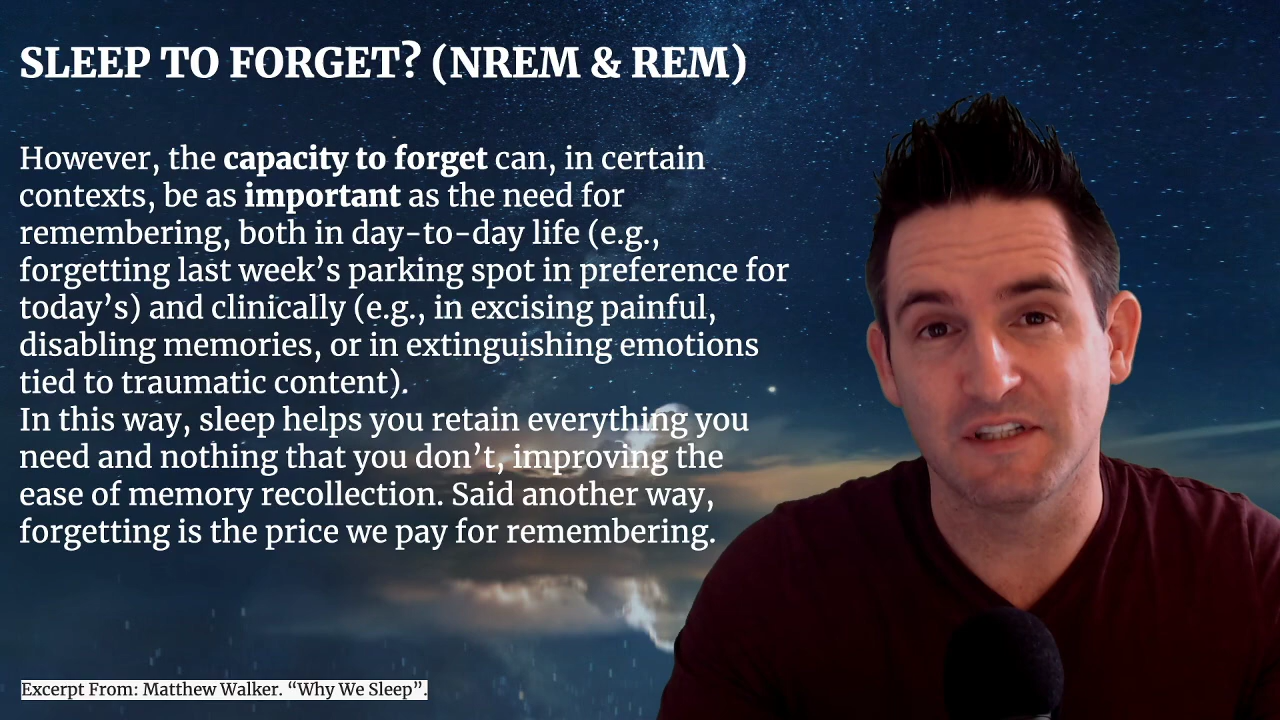 SLEEP TO FORGET? (NREM & REM)
However, the capacity to forget can, in certain
contexts, be as important as the need for
remembering, both in day-to-day life (e.g.,
forgetting last week’s parking spot in preference for
today’s) and clinically (e.g., in excising painful,
disabling memories, or in extinguishing emotions
tied to traumatic content).
In this way, sleep helps you retain everything you
need and nothing that you don’t, improving the
ease of memory recollection. Said another way,
forgetting is the price we pay for remembering.
Excerpt From: Matthew Walker. “Why We Sleep”.